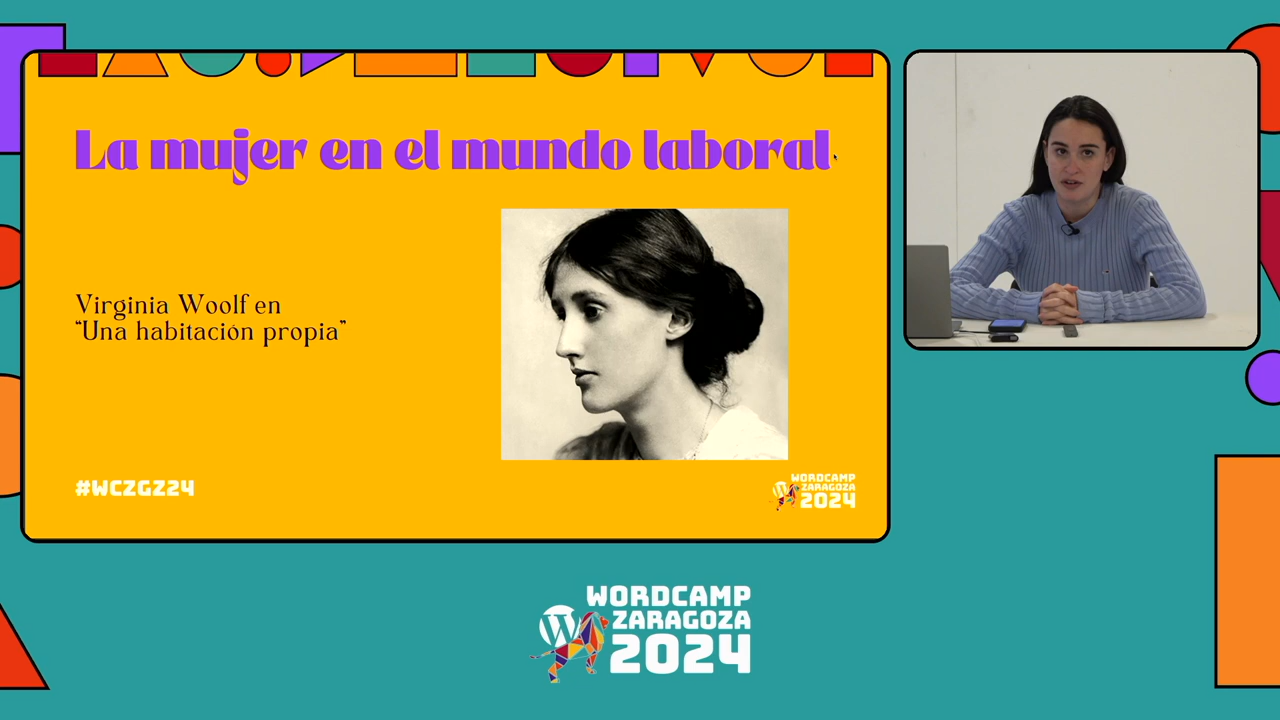 La mujer en el mundo laboral
Virginia Woolf en
"Una habitación propia"
#WCZGZ24
WORDCAMP
ZARAGOZA
2024
WORDCAMP
ZARAGOZA
2024